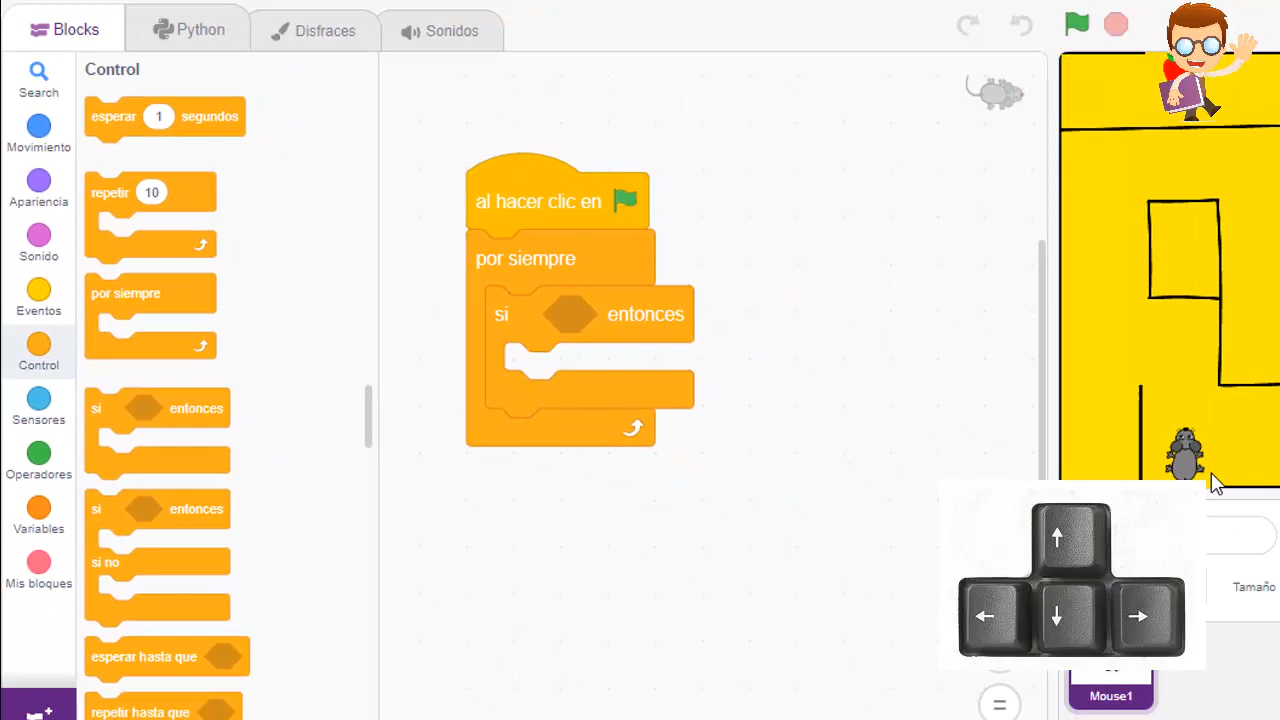 Blocks
Python
Disfraces
Sonidos
Search
Movimiento
Apariencia
Sonido
Eventos
Control
Sensores
Operadores
Variables
Mis bloques
Control
esperar 1 segundos
repetir 10
por siempre
si entonces
si entonces
si no
esperar hasta que
repetir hasta que
al hacer clic en
por siempre
si entonces
Tamaño
Mouse1